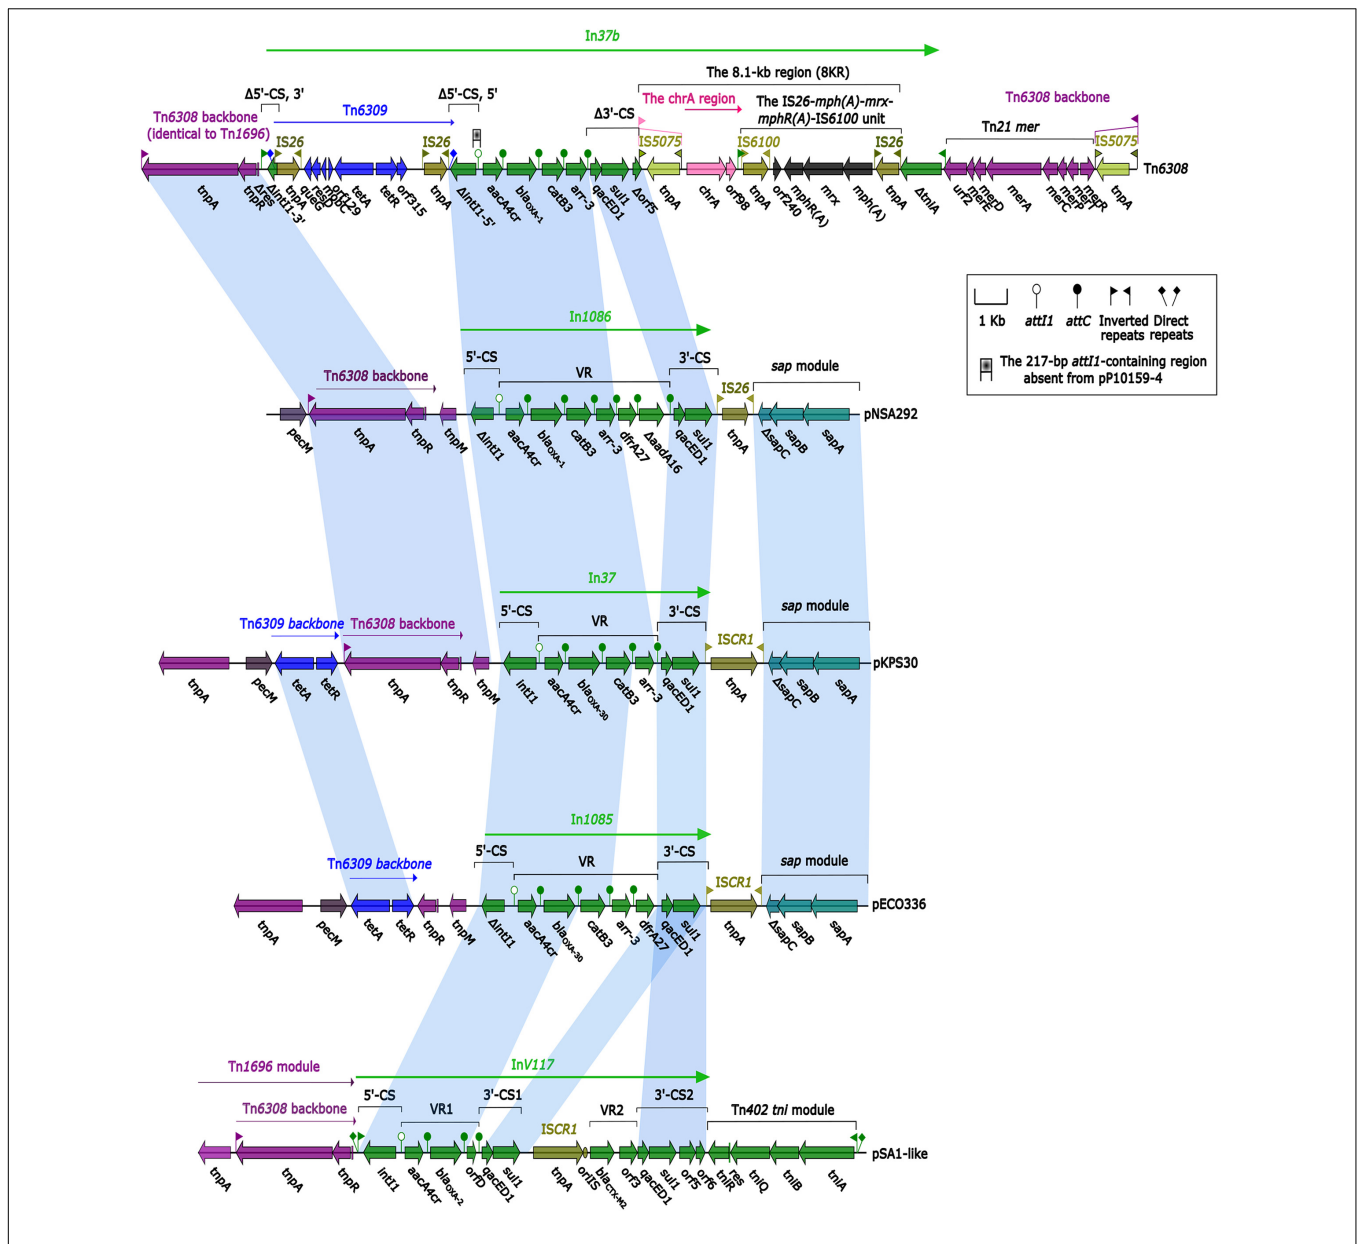 In37b
The 8.1-kb region (8KR)
Δ5'-CS, 3'
Δ5'-CS, 5'
Tn6309
Δ3'-CS
The chrA region
The IS26-mph(A)-mrx-
mphR(A)-IS6100 unit
Tn6308 backbone
(identical to Tn1696)
Tn6308 backbone
Tn21 mer
IS26
IS26
IS5075
IS6100
IS26
IS5075
Tn6308
tnpA
tnpR
Δres
ΔintI1-3'
tnpA
queG
orf129
tetA
tetR
orf315
tnpA
ΔintI1-5'
aacA4cr
blaOXA-1
catB3
arr-3
qacED1
sul1
Δorf5
tnpA
chrA
orf98
tnpA
orf240
mphR(A)
mrx
mph(A)
tnpA
ΔtniA
urf2
merE
merD
merA
merC
merP
merT
merR
tnpA
1 Kb
attI1
attC
Inverted repeats
Direct repeats
The 217-bp attI1-containing region
absent from pP10159-4
In1086
5'-CS
VR
3'-CS
sap module
Tn6308 backbone
IS26
pNSA292
pecM
tnpA
tnpR
tnpM
ΔintI1
aacA4cr
blaOXA-1
catB3
arr-3
dfrA27
ΔaadA16
qacED1
sul1
tnpA
ΔsapC
sapB
sapA
In37
5'-CS
VR
3'-CS
sap module
Tn6309 backbone
Tn6308 backbone
ISCR1
pKPS30
tnpA
pecM
tetA
tetR
tnpA
tnpR
tnpM
intI1
aacA4cr
blaOXA-30
catB3
arr-3
qacED1
sul1
tnpA
ΔsapC
sapB
sapA
In1085
5'-CS
VR
3'-CS
sap module
Tn6309 backbone
ISCR1
pECO336
tnpA
pecM
tetA
tetR
tnpR
tnpM
ΔintI1
aacA4cr
blaOXA-30
catB3
arr-3
dfrA27
qacED1
sul1
tnpA
ΔsapC
sapB
sapA
Tn1696 module
InV117
5'-CS
VR1
3'-CS1
VR2
3'-CS2
Tn402 tni module
Tn6308 backbone
ISCR1
pSA1-like
tnpA
tnpA
tnpR
intI1
aacA4cr
blaOXA-2
orfD
qacED1
sul1
tnpA
oriIS
blaCTX-M2
orf3
qacED1
sul1
orf5
orf6
tniR
res
tniQ
tniB
tniA